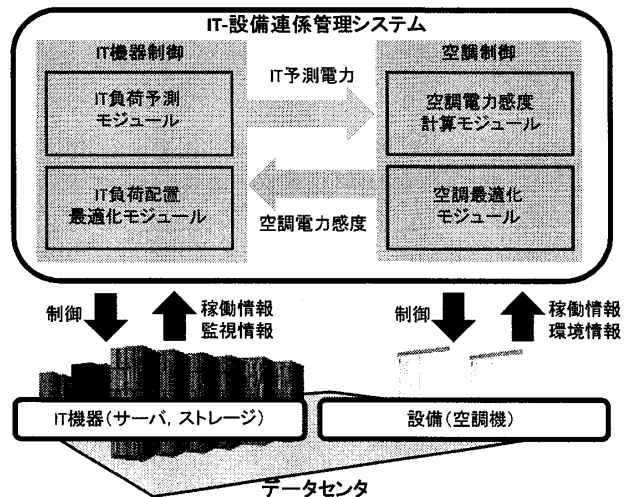 IT-設備連係管理システム
IT機器制御
IT負荷予測
モジュール
IT負荷配置
最適化モジュール
IT予測電力
空調電力感度
空調制御
空調電力感度
計算モジュール
空調最適化
モジュール
制御
稼働情報
監視情報
制御
稼働情報
環境情報
IT機器(サーバ, ストレージ)
設備(空調機)
データセンタ